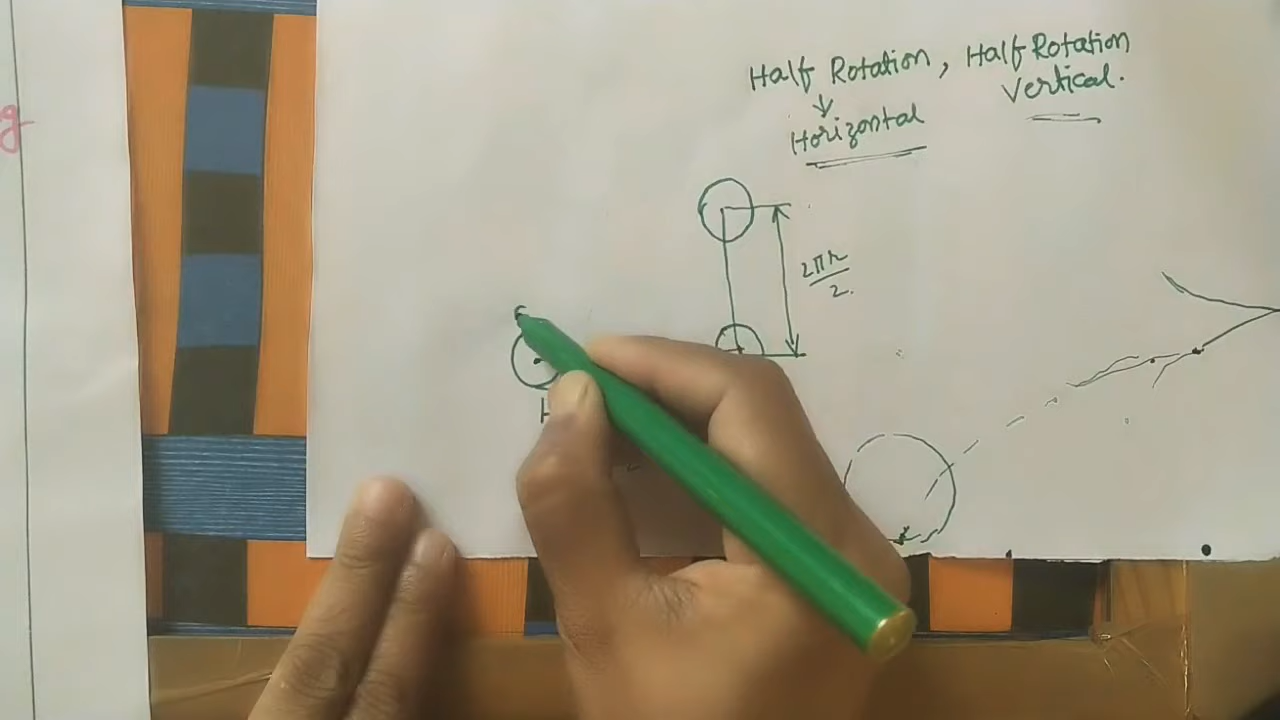 Half Rotation, Half Rotation
Vertical.
Horizontal
2πr
2.
H
g